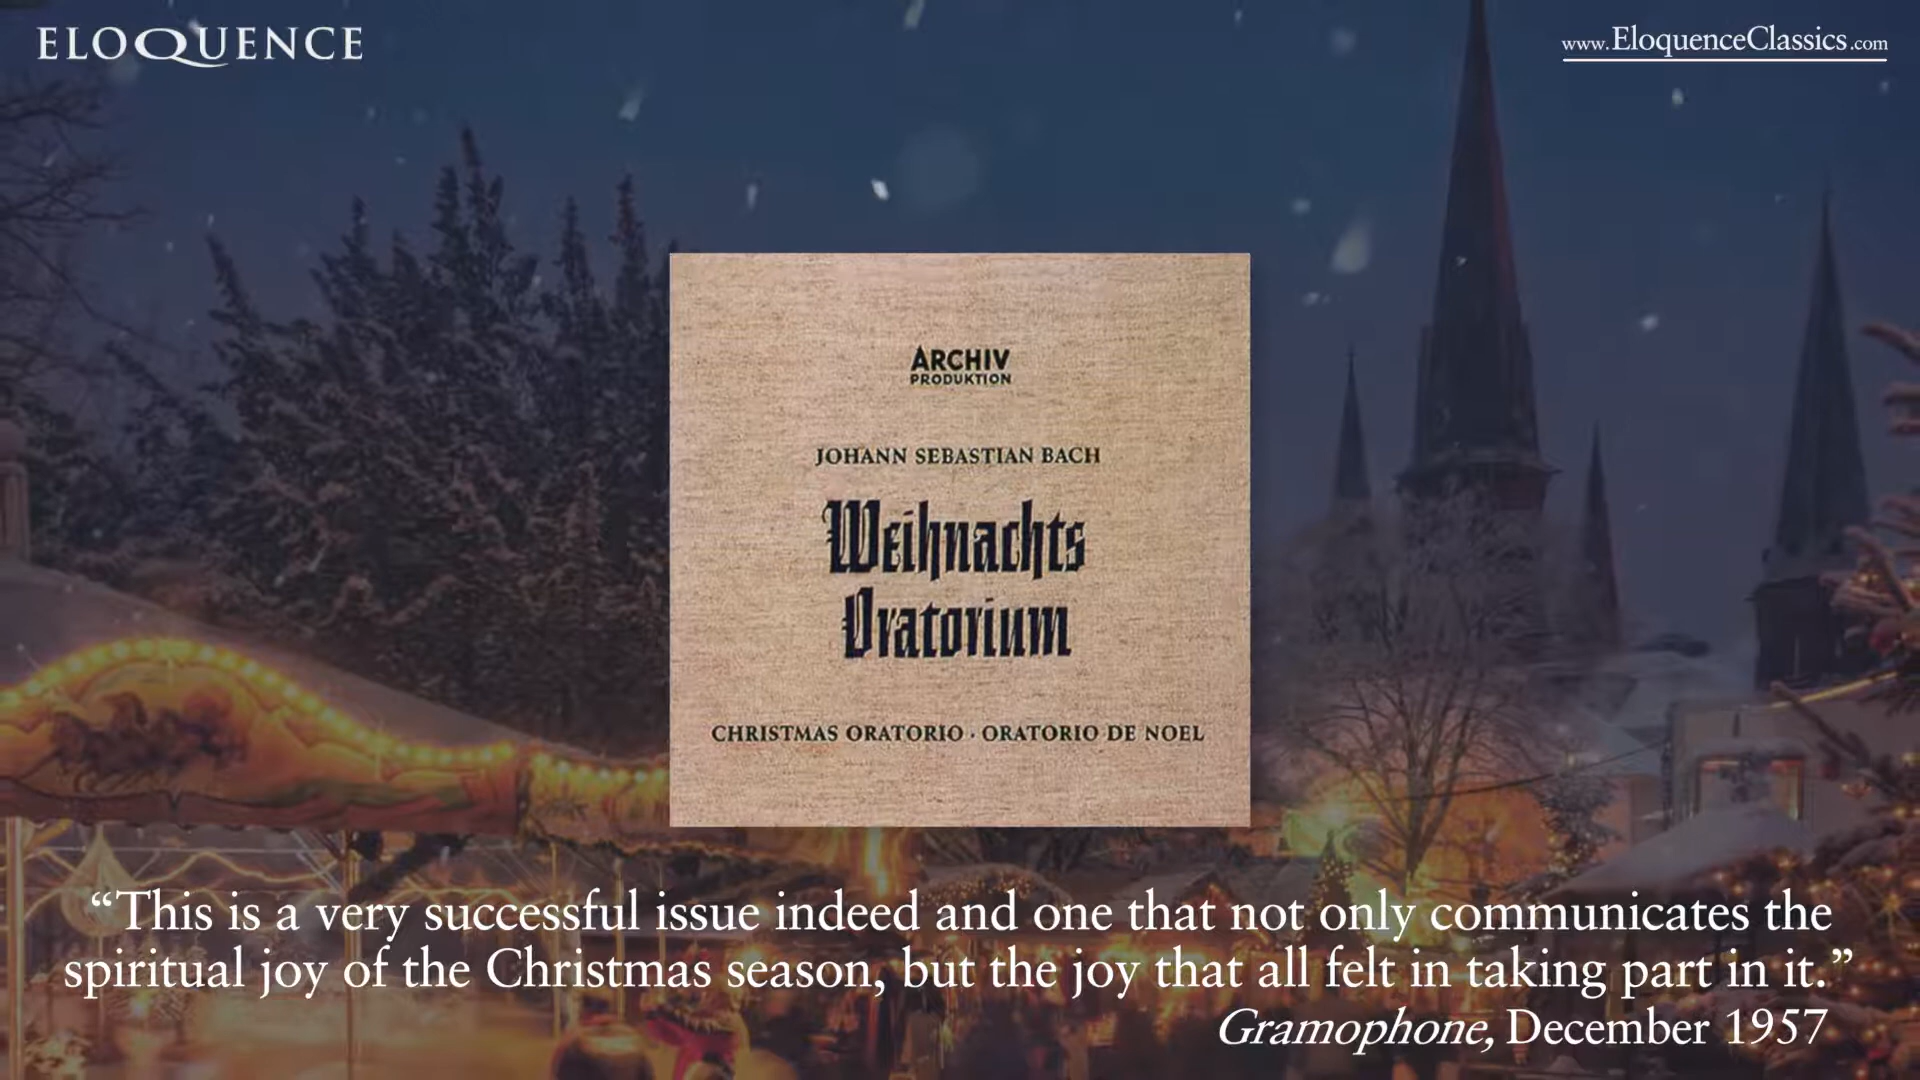 ELOQUENCE
www.EloquenceClassics.com
ARCHIV
PRODUKTION
JOHANN SEBASTIAN BACH
Weihnachts
Oratorium
CHRISTMAS ORATORIO · ORATORIO DE NOEL
“This is a very successful issue indeed and one that not only communicates the
spiritual joy of the Christmas season, but the joy that all felt in taking part in it.”
Gramophone, December 1957